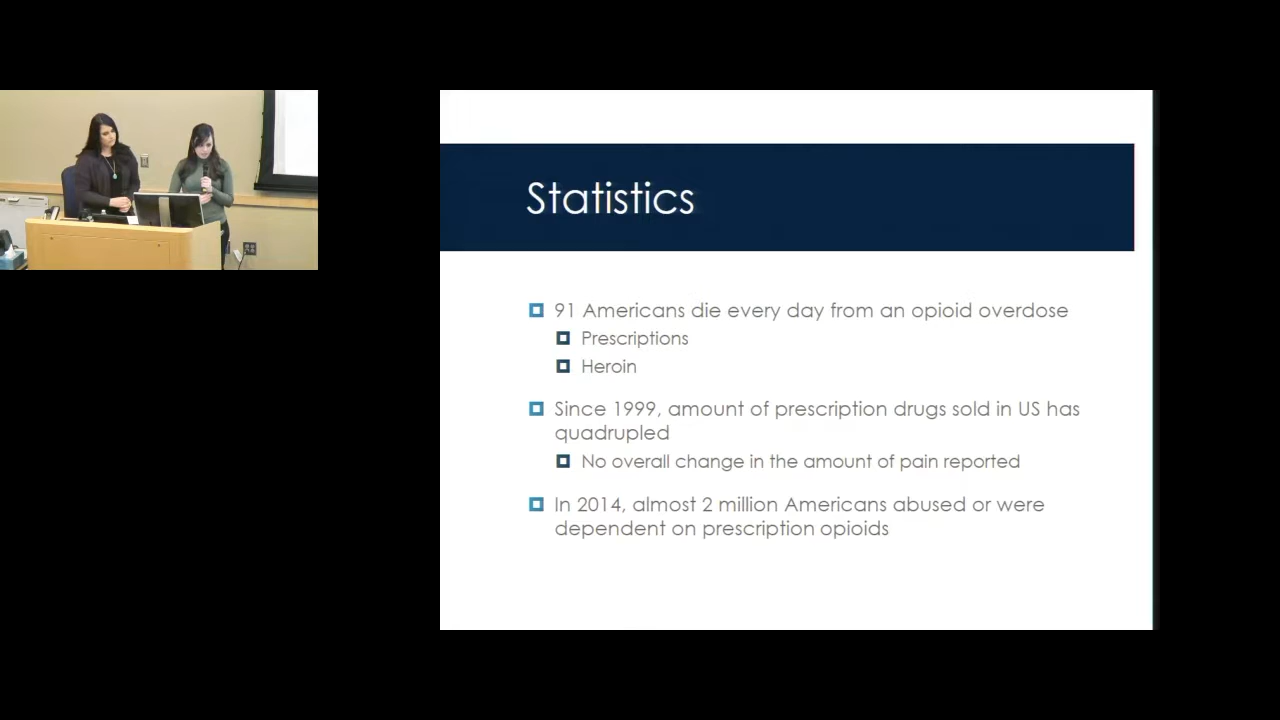 Statistics
91 Americans die every day from an opioid overdose
Prescriptions
Heroin
Since 1999, amount of prescription drugs sold in US has
quadrupled
No overall change in the amount of pain reported
In 2014, almost 2 million Americans abused or were
dependent on prescription opioids